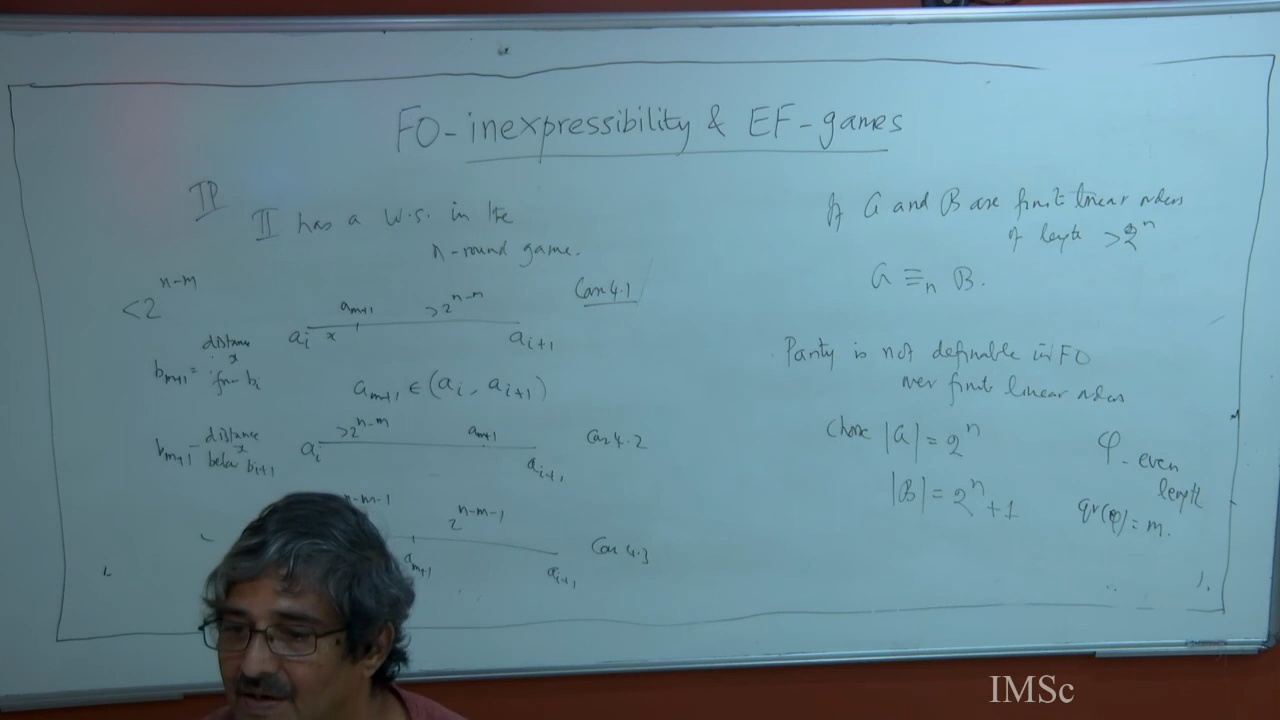 FO-inexpressibility & EF-games
II has a w.s. in the
n-round game.
< 2^{n-m}
a_{m+1} > 2^{n-m} Case 4.1
a_i x a_{i+1}
b_{m+1} = distance x from b_i
a_{m+1} ∈ (a_i, a_{i+1})
> 2^{n-m} a_{m+1} Case 4.2
a_i a_{i+1}
b_{m+1} = distance x below b_{i+1}
n-m-1 2^{n-m-1}
a_{m+1} a_{i+1} Case 4.3
If A and B are finite linear orders
of length > 2^n
A ≡_n B.
Parity is not definable in FO
over finite linear orders
Choose |A| = 2^n
|B| = 2^n + 1
φ - even
length
qr(φ) = m.
IMSc